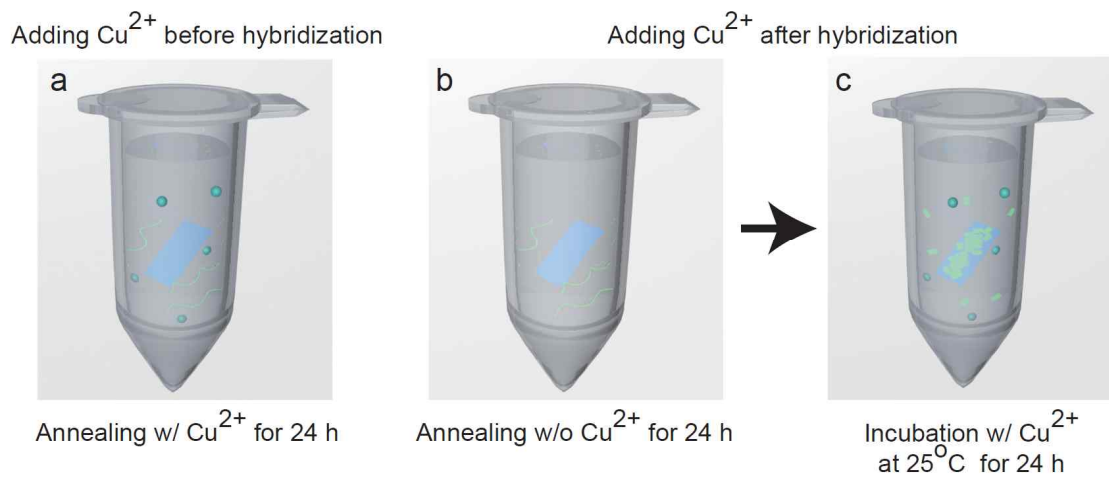 Adding Cu2+ before hybridization
Adding Cu2+ after hybridization
a
b
c
Annealing w/ Cu2+ for 24 h
Annealing w/o Cu2+ for 24 h
Incubation w/ Cu2+
at 25oC for 24 h